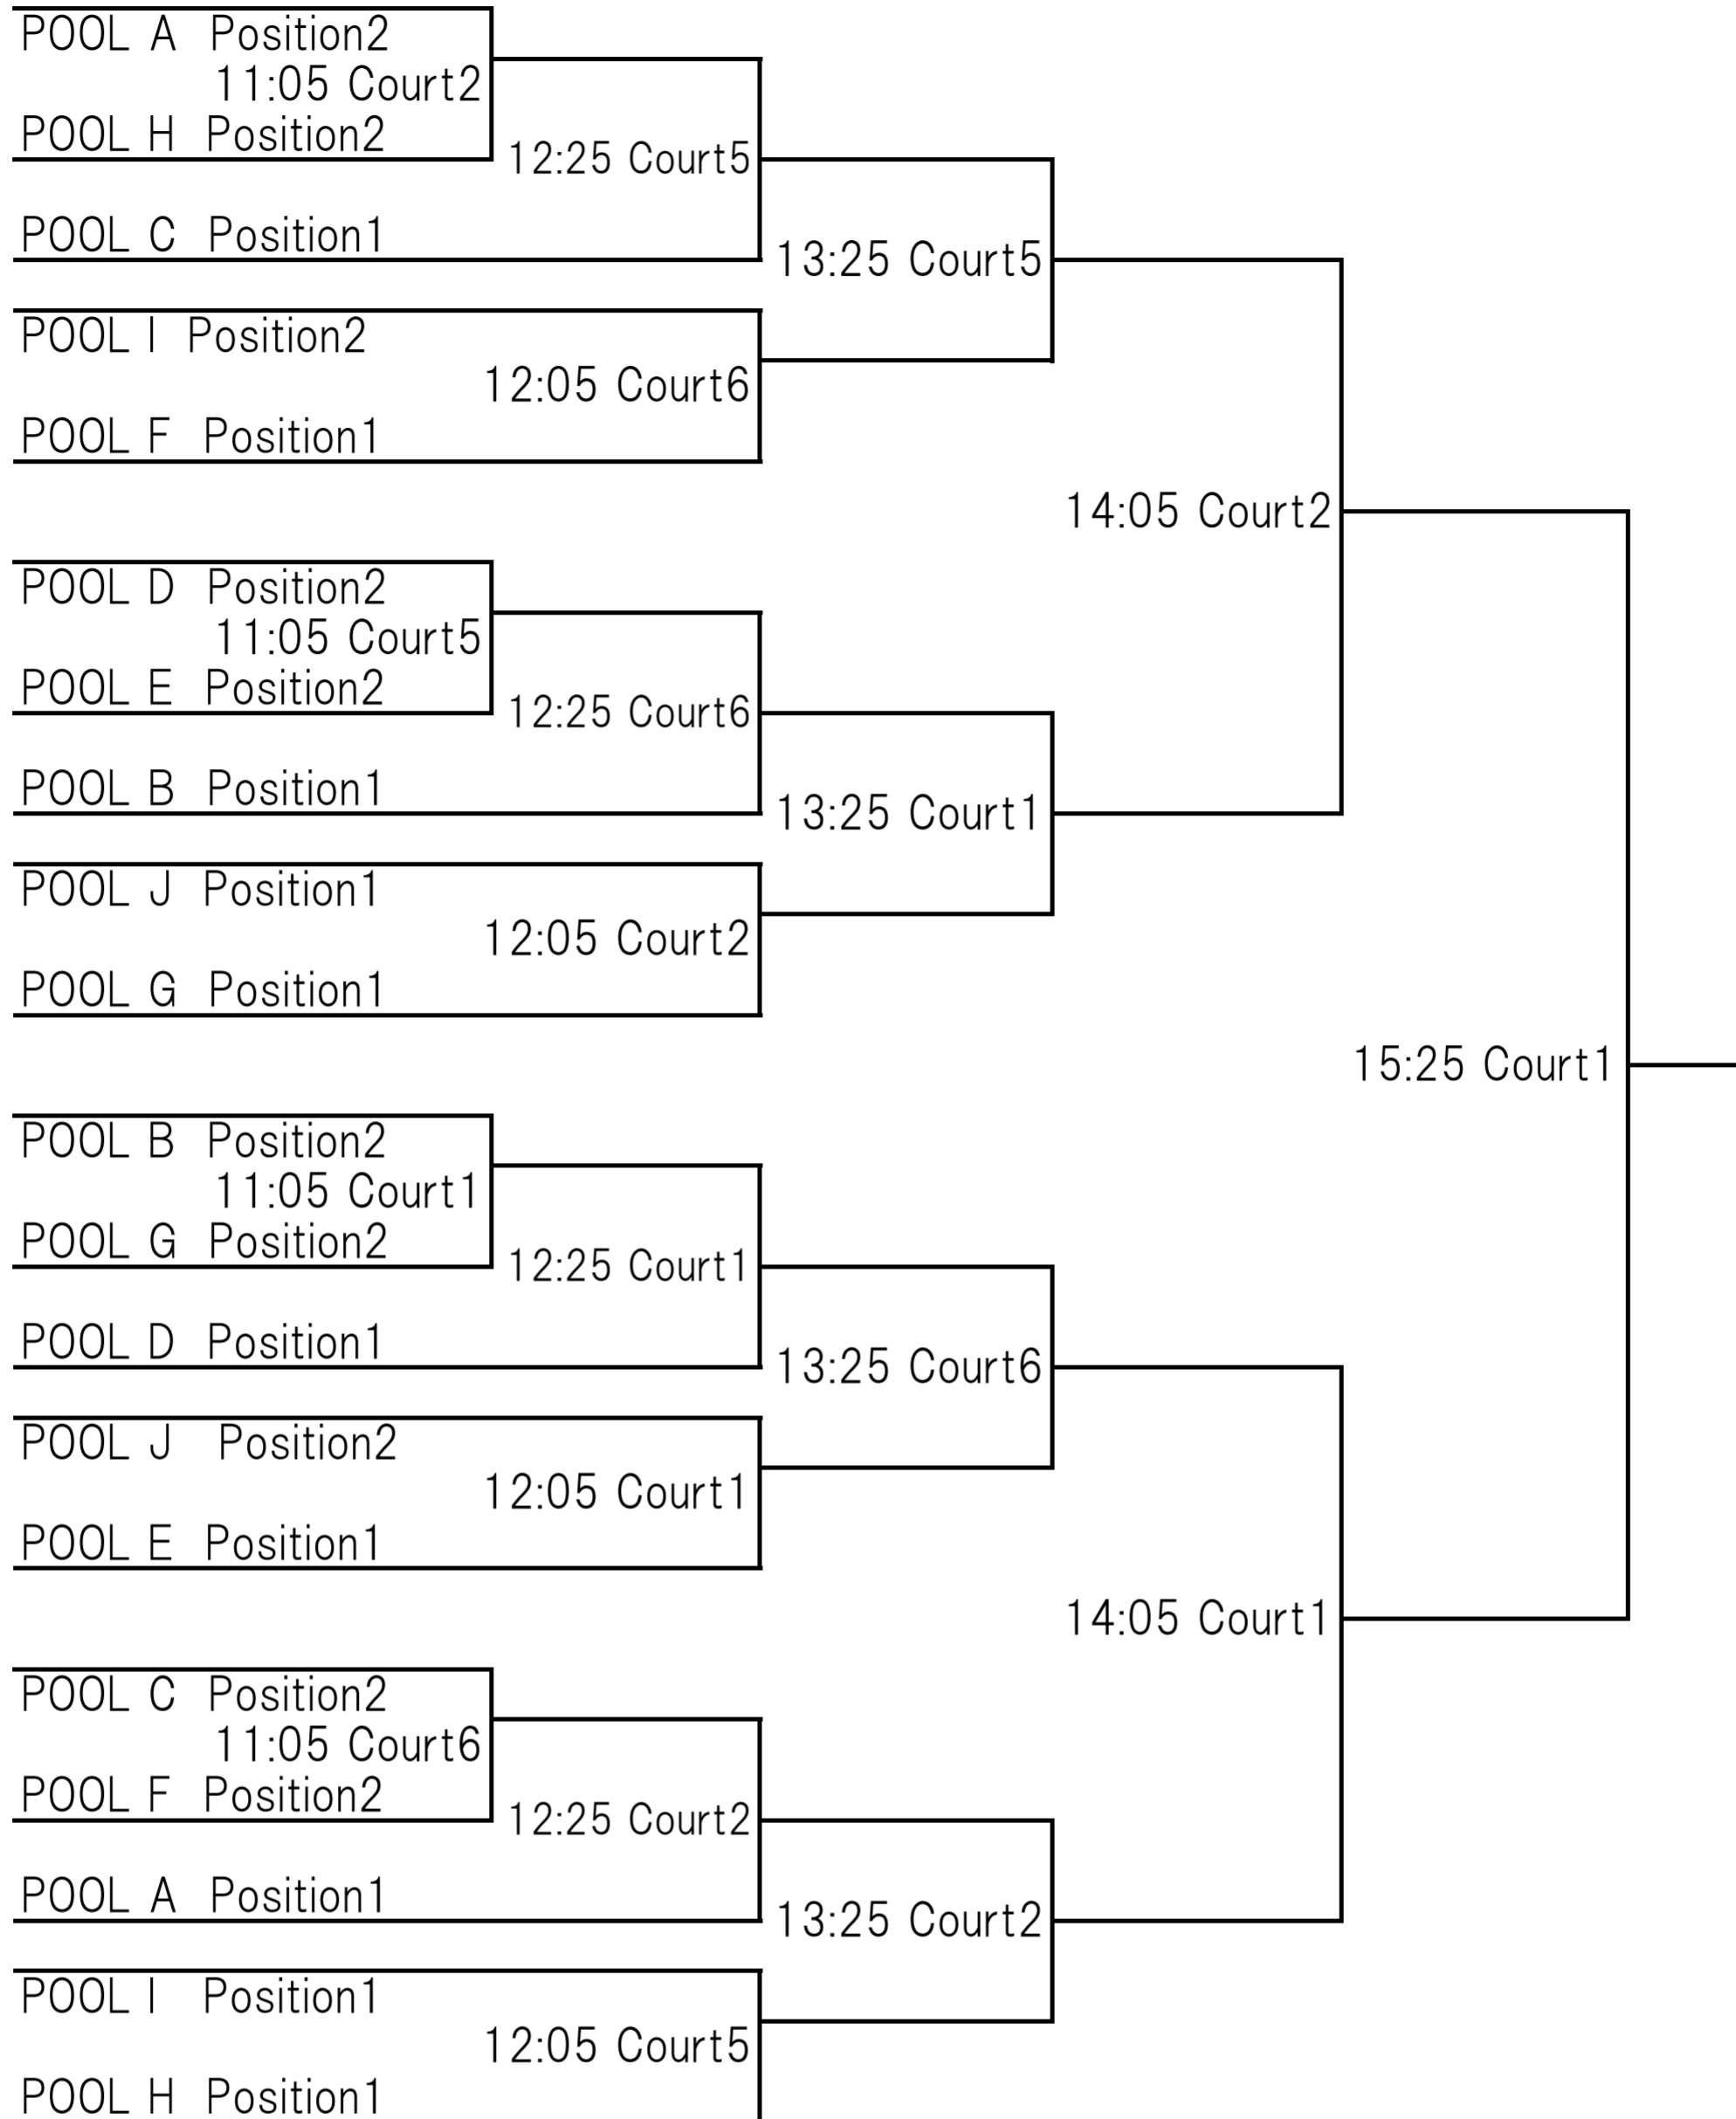 POOL A Position2
11:05 Court2
POOL H Position2
12:25 Court5
POOL C Position1
13:25 Court5
POOL I Position2
12:05 Court6
POOL F Position1
14:05 Court2
POOL D Position2
11:05 Court5
POOL E Position2
12:25 Court6
POOL B Position1
13:25 Court1
POOL J Position1
12:05 Court2
POOL G Position1
15:25 Court1
POOL B Position2
11:05 Court1
POOL G Position2
12:25 Court1
POOL D Position1
13:25 Court6
POOL J Position2
12:05 Court1
POOL E Position1
14:05 Court1
POOL C Position2
11:05 Court6
POOL F Position2
12:25 Court2
POOL A Position1
13:25 Court2
POOL I Position1
12:05 Court5
POOL H Position1